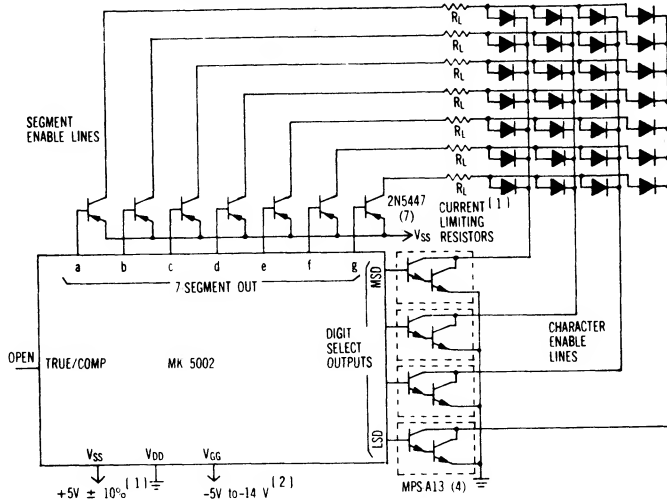 R_L
R_L
R_L
R_L
R_L
R_L
R_L
SEGMENT
ENABLE LINES
2N5447
(7)
CURRENT [1]
LIMITING
RESISTORS
V_SS
a b c d e f g
7 SEGMENT OUT
MSD
DIGIT
SELECT
OUTPUTS
CHARACTER
ENABLE
LINES
OPEN
TRUE/COMP
MK 5002
LSD
V_SS V_DD V_GG
+5V ± 10% [1]
-5V to -14 V [2]
MPS A13 (4)